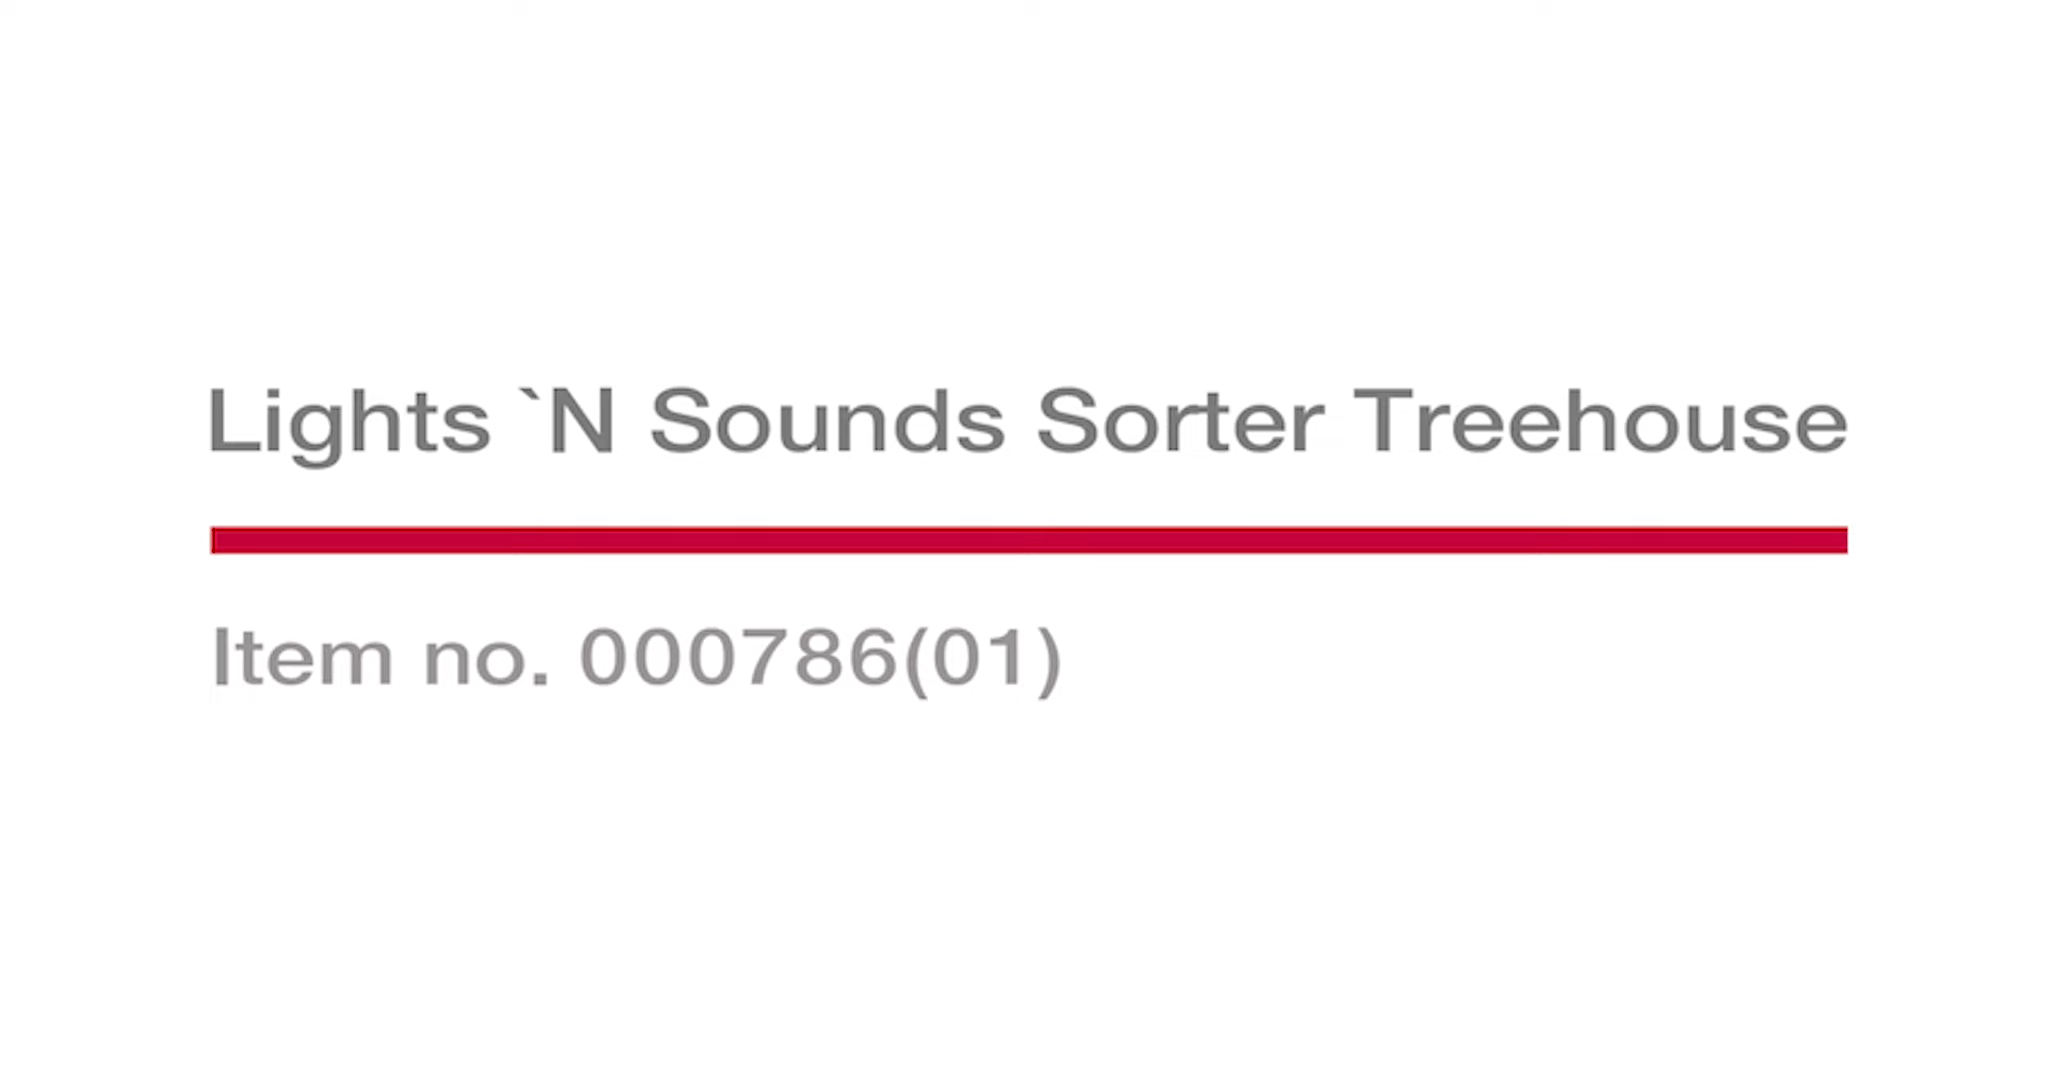 Lights `N Sounds Sorter Treehouse
Item no. 000786(01)